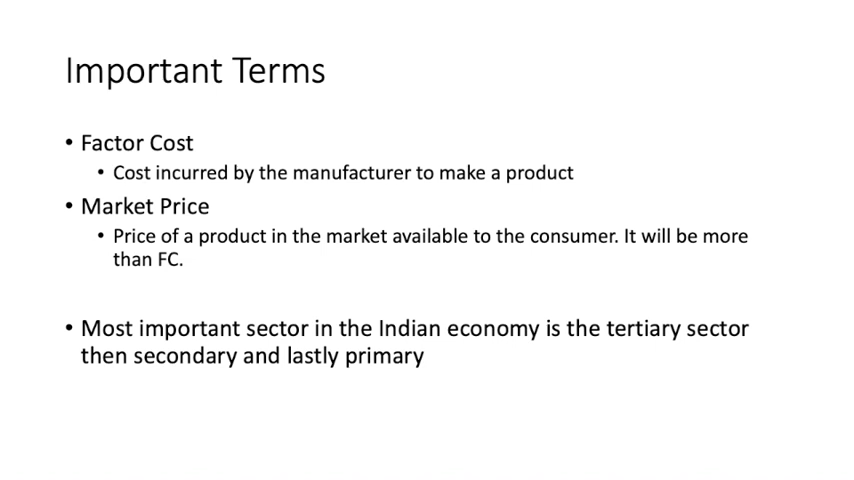 Important Terms
• Factor Cost
• Cost incurred by the manufacturer to make a product
• Market Price
• Price of a product in the market available to the consumer. It will be more
than FC.
• Most important sector in the Indian economy is the tertiary sector
then secondary and lastly primary